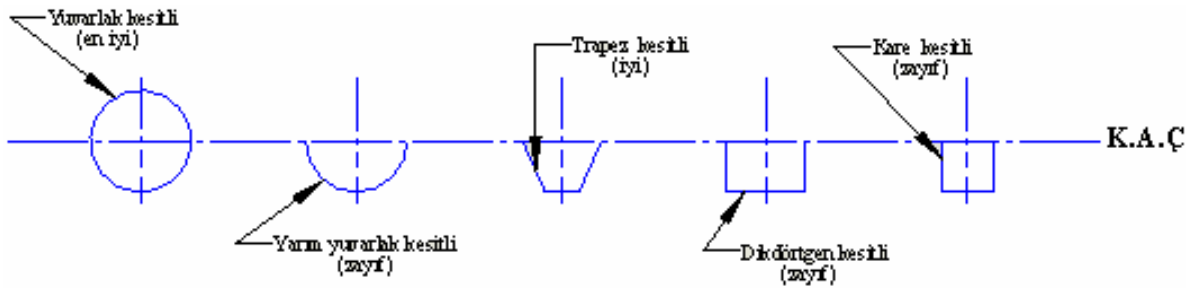 Yuvarlak kesitli
(en iyi)
Trapez kesitli
(iyi)
Kare kesitli
(zayıf)
K.A.Ç
Yarım yuvarlak kesitli
(zayıf)
Dikdörtgen kesitli
(zayıf)